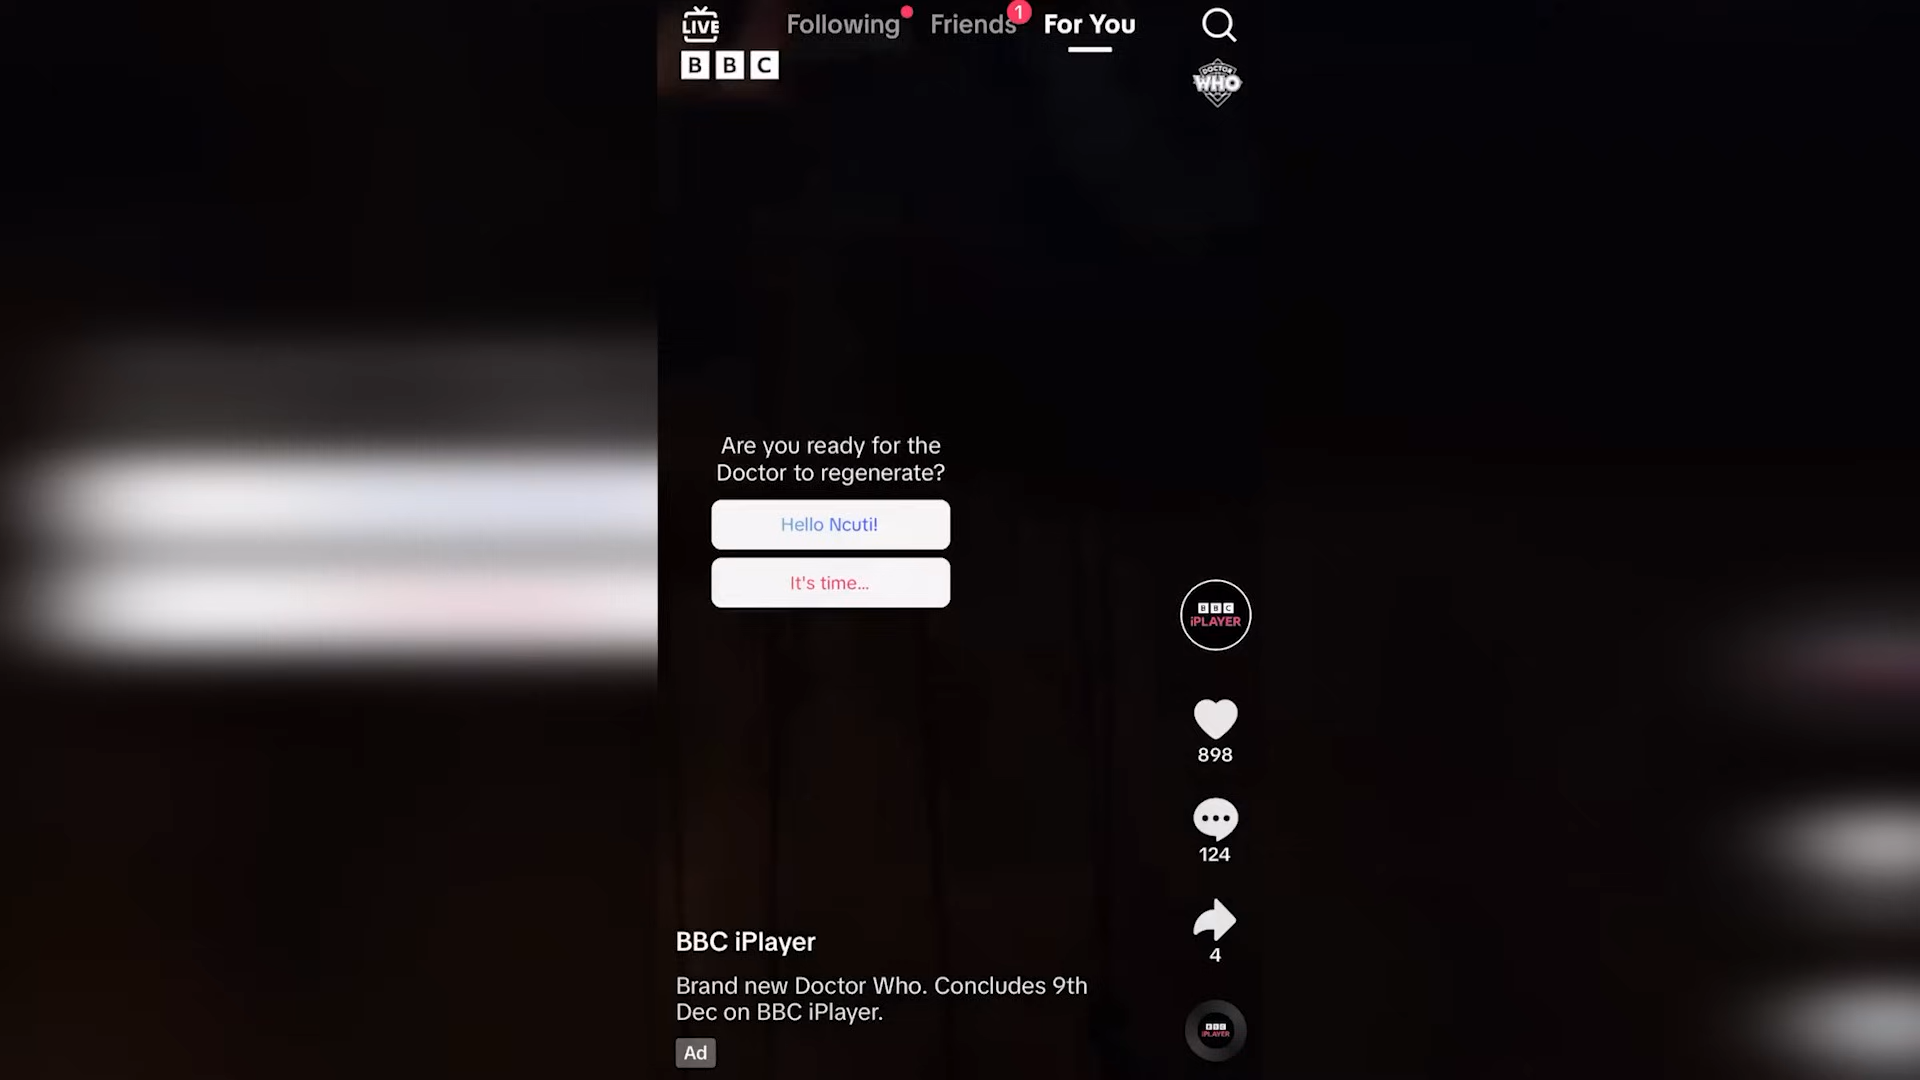 LIVE
Following
Friends
1
For You
BBC
DOCTOR
WHO
Are you ready for the
Doctor to regenerate?
Hello Ncuti!
It's time...
BBC
iPLAYER
898
124
4
BBC iPlayer
Brand new Doctor Who. Concludes 9th
Dec on BBC iPlayer.
Ad
BBC
iPLAYER